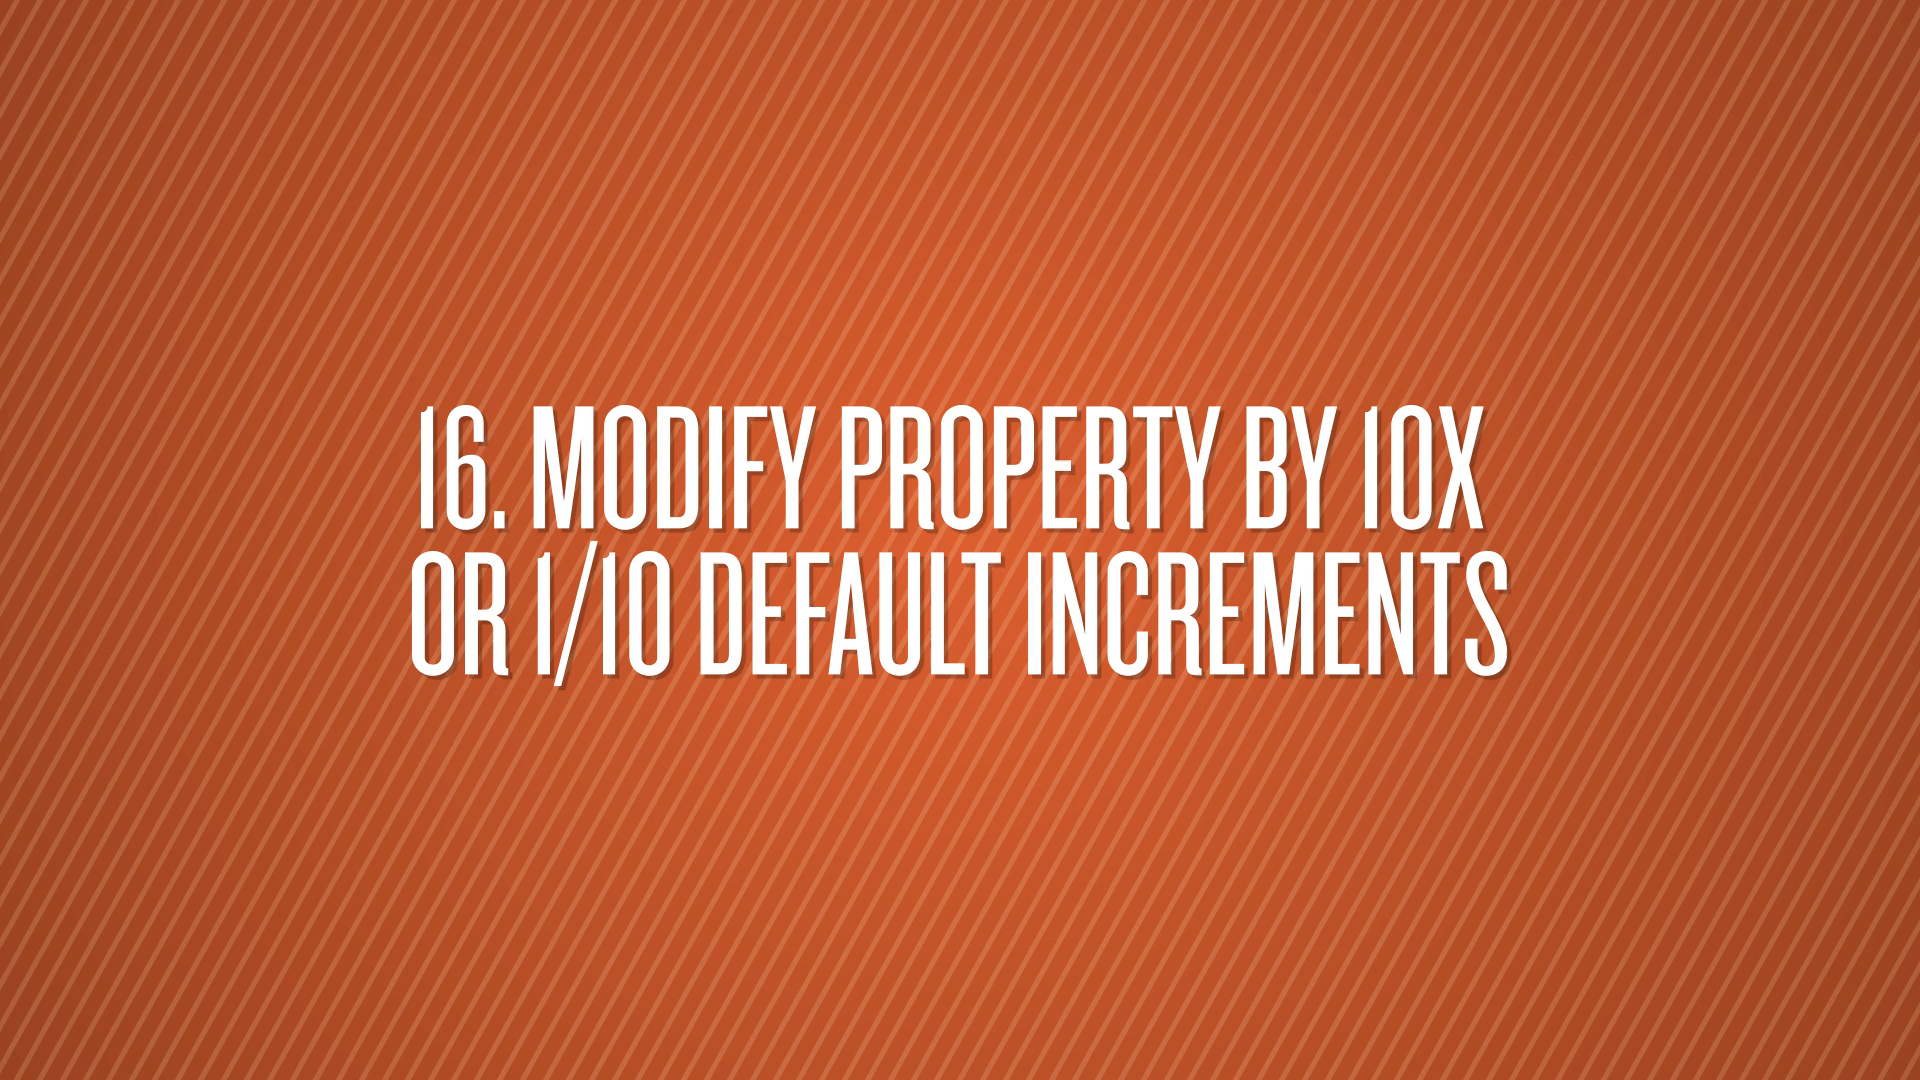 16. MODIFY PROPERTY BY 10X
OR 1/10 DEFAULT INCREMENTS